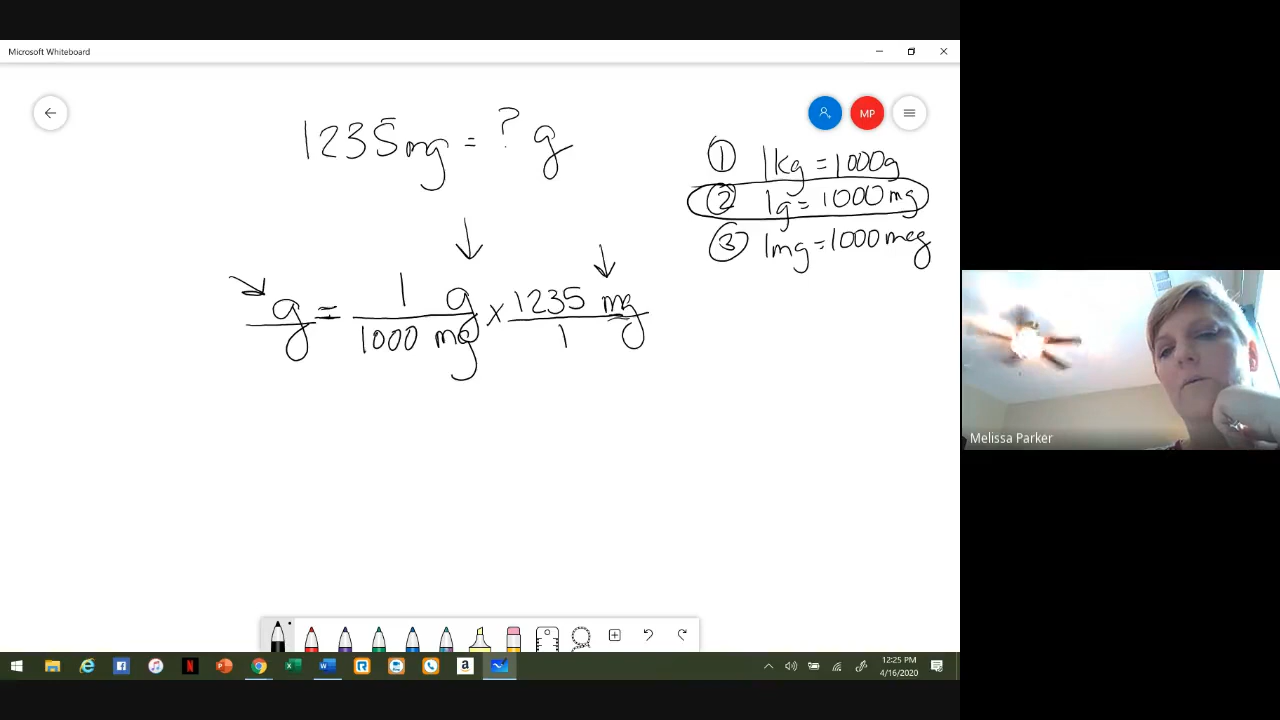 Microsoft Whiteboard
MP
1235mg = ? g
① 1kg = 1000g
② 1g = 1000mg
③ 1mg = 1000mcg
g = 1 g / 1000 mg x 1235 mg / 1
Melissa Parker
12:25 PM
4/16/2020